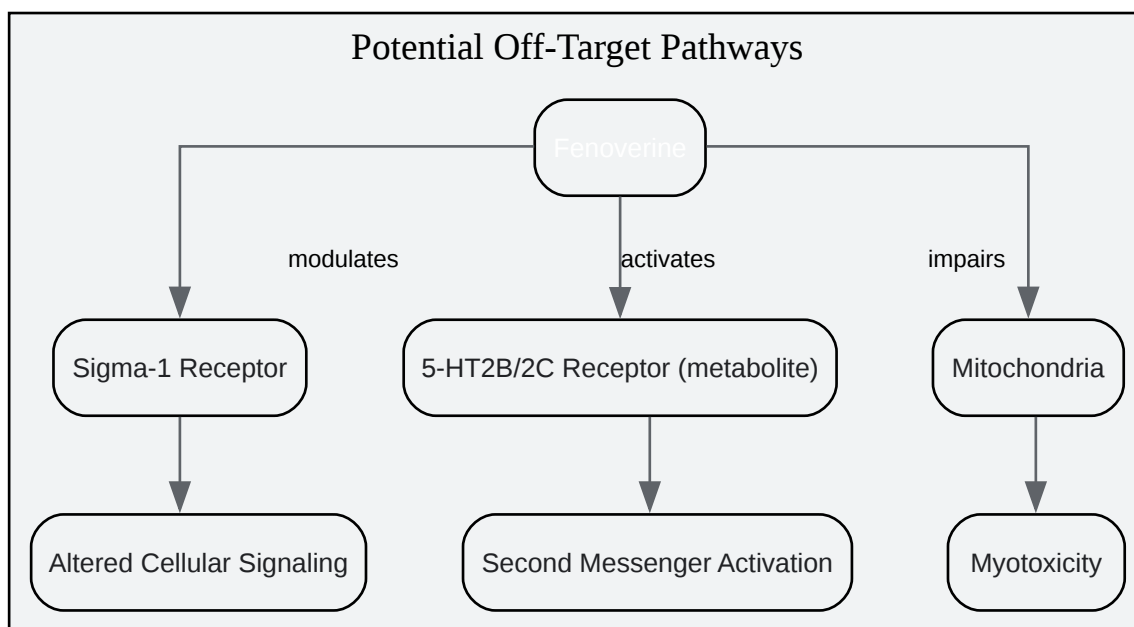 Potential Off-Target Pathways
Fenoverine
modulates
activates
impairs
Sigma-1 Receptor
5-HT2B/2C Receptor (metabolite)
Mitochondria
Altered Cellular Signaling
Second Messenger Activation
Myotoxicity